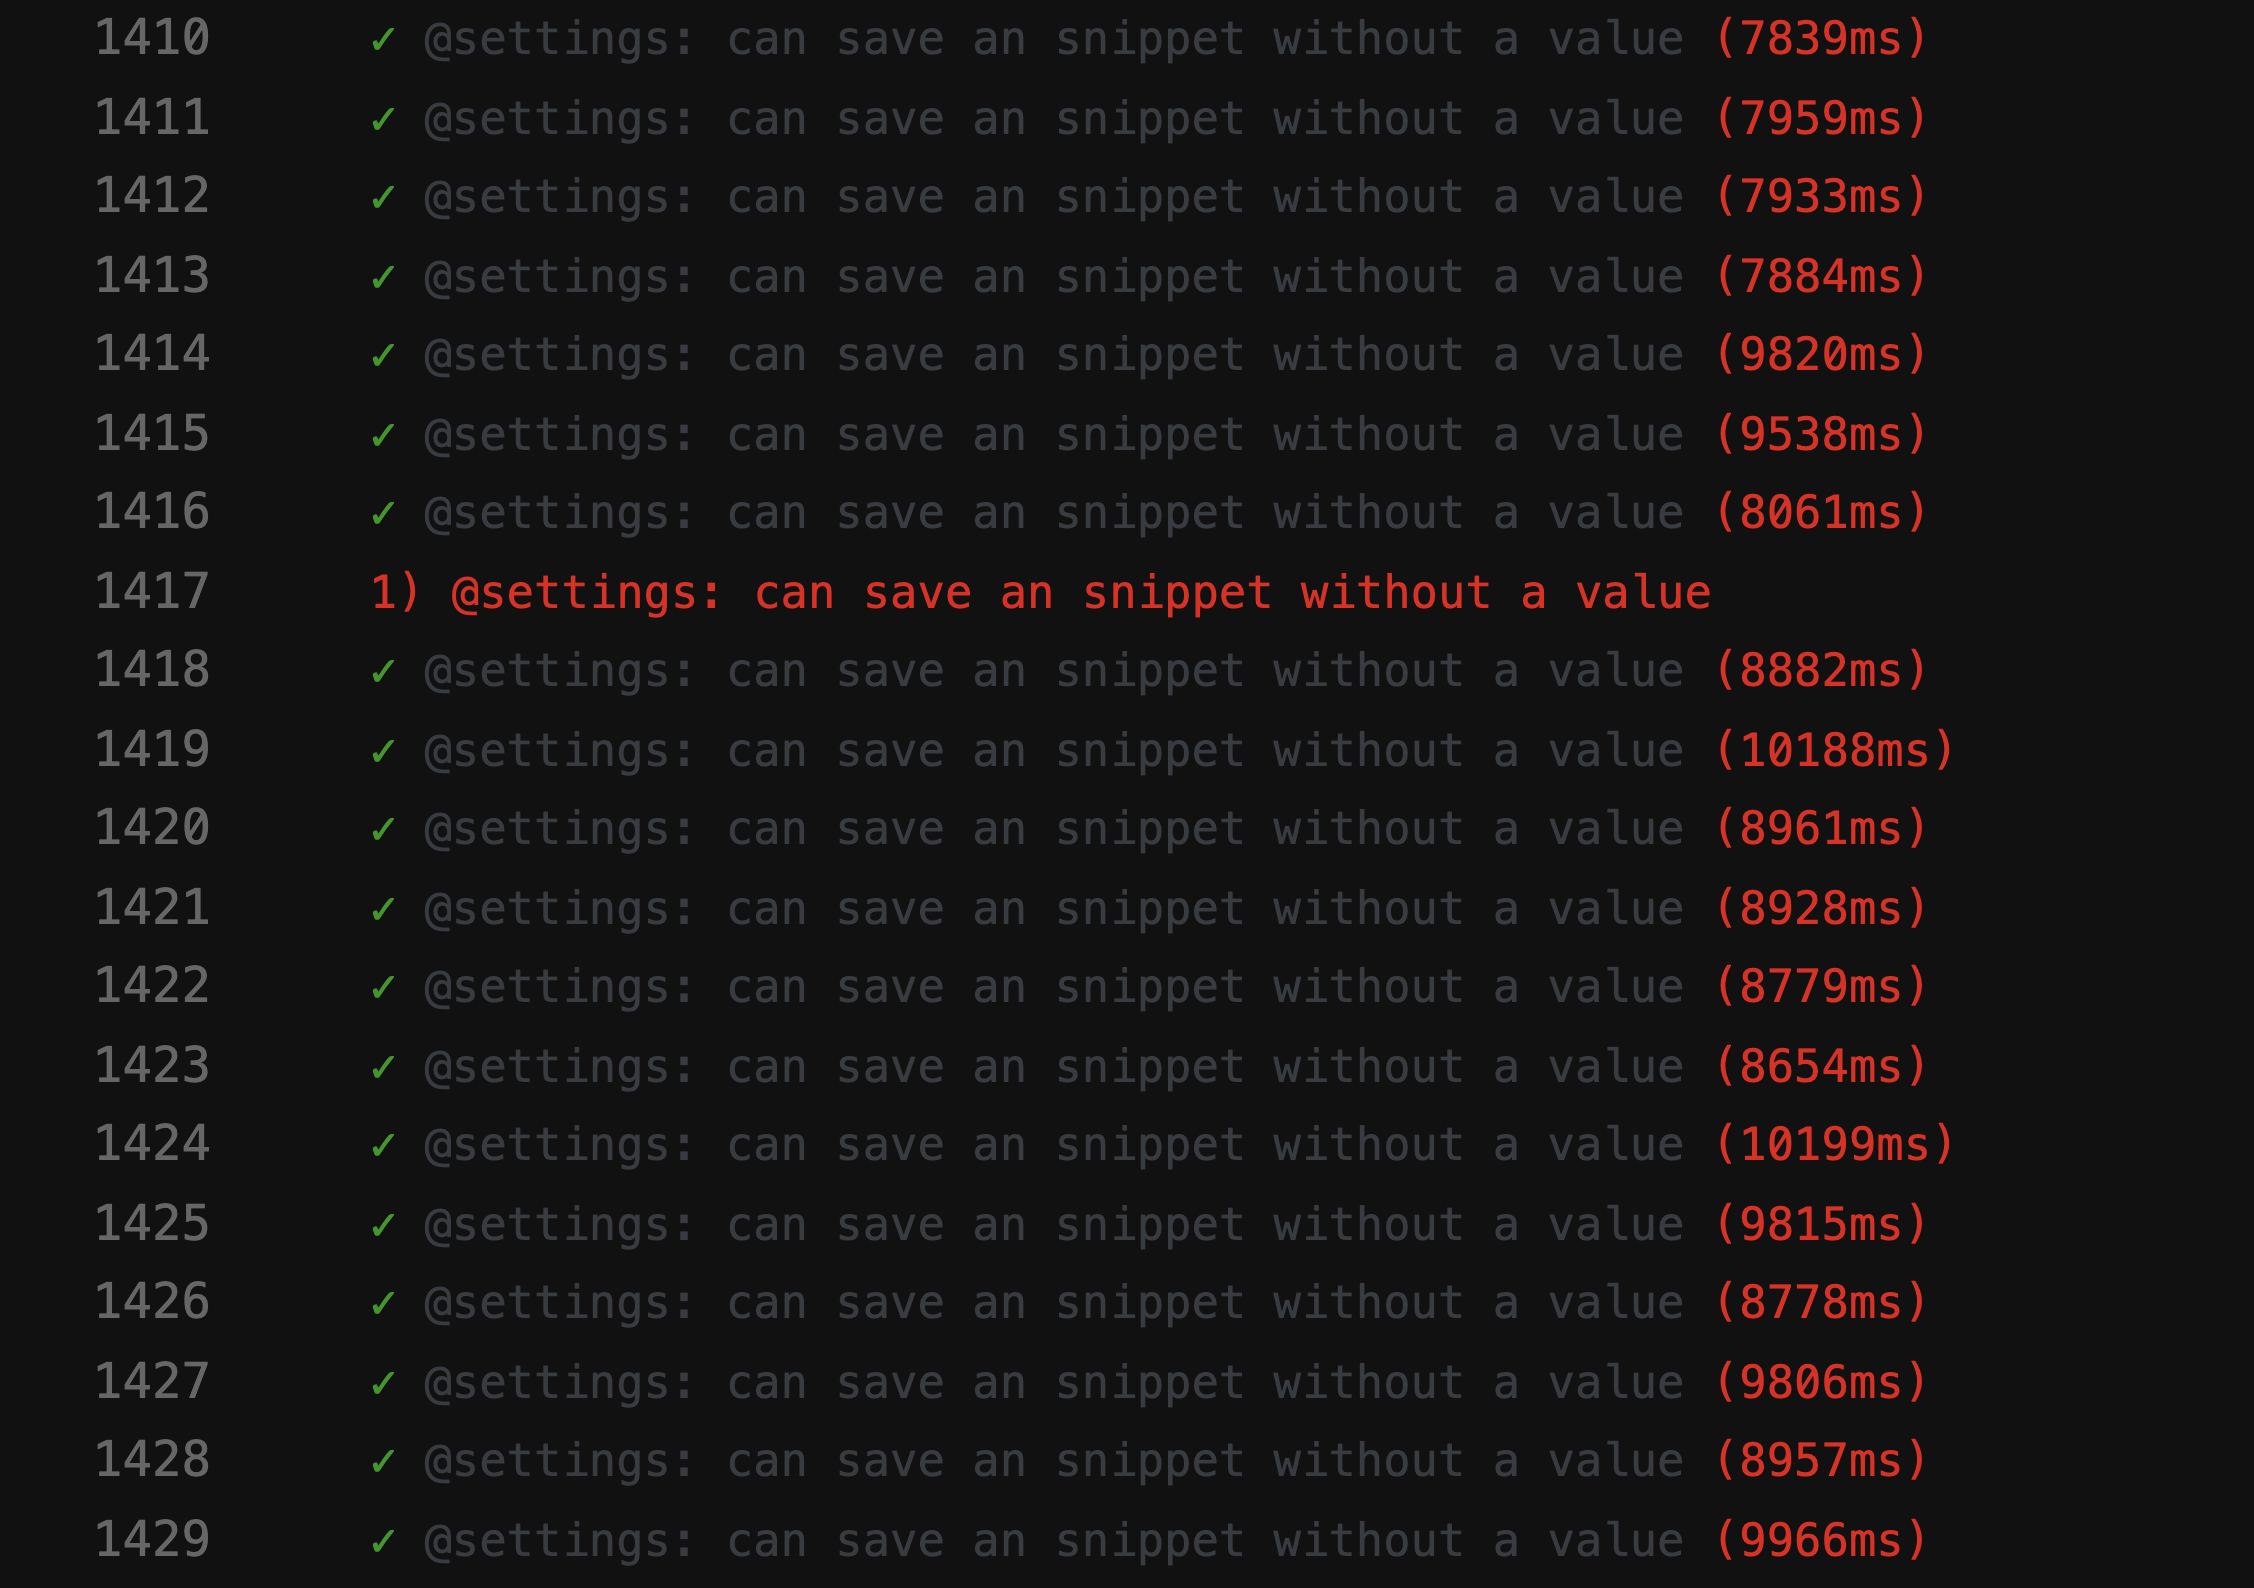 1410 ✓ @settings: can save an snippet without a value (7839ms)
1411 ✓ @settings: can save an snippet without a value (7959ms)
1412 ✓ @settings: can save an snippet without a value (7933ms)
1413 ✓ @settings: can save an snippet without a value (7884ms)
1414 ✓ @settings: can save an snippet without a value (9820ms)
1415 ✓ @settings: can save an snippet without a value (9538ms)
1416 ✓ @settings: can save an snippet without a value (8061ms)
1417 1) @settings: can save an snippet without a value
1418 ✓ @settings: can save an snippet without a value (8882ms)
1419 ✓ @settings: can save an snippet without a value (10188ms)
1420 ✓ @settings: can save an snippet without a value (8961ms)
1421 ✓ @settings: can save an snippet without a value (8928ms)
1422 ✓ @settings: can save an snippet without a value (8779ms)
1423 ✓ @settings: can save an snippet without a value (8654ms)
1424 ✓ @settings: can save an snippet without a value (10199ms)
1425 ✓ @settings: can save an snippet without a value (9815ms)
1426 ✓ @settings: can save an snippet without a value (8778ms)
1427 ✓ @settings: can save an snippet without a value (9806ms)
1428 ✓ @settings: can save an snippet without a value (8957ms)
1429 ✓ @settings: can save an snippet without a value (9966ms)